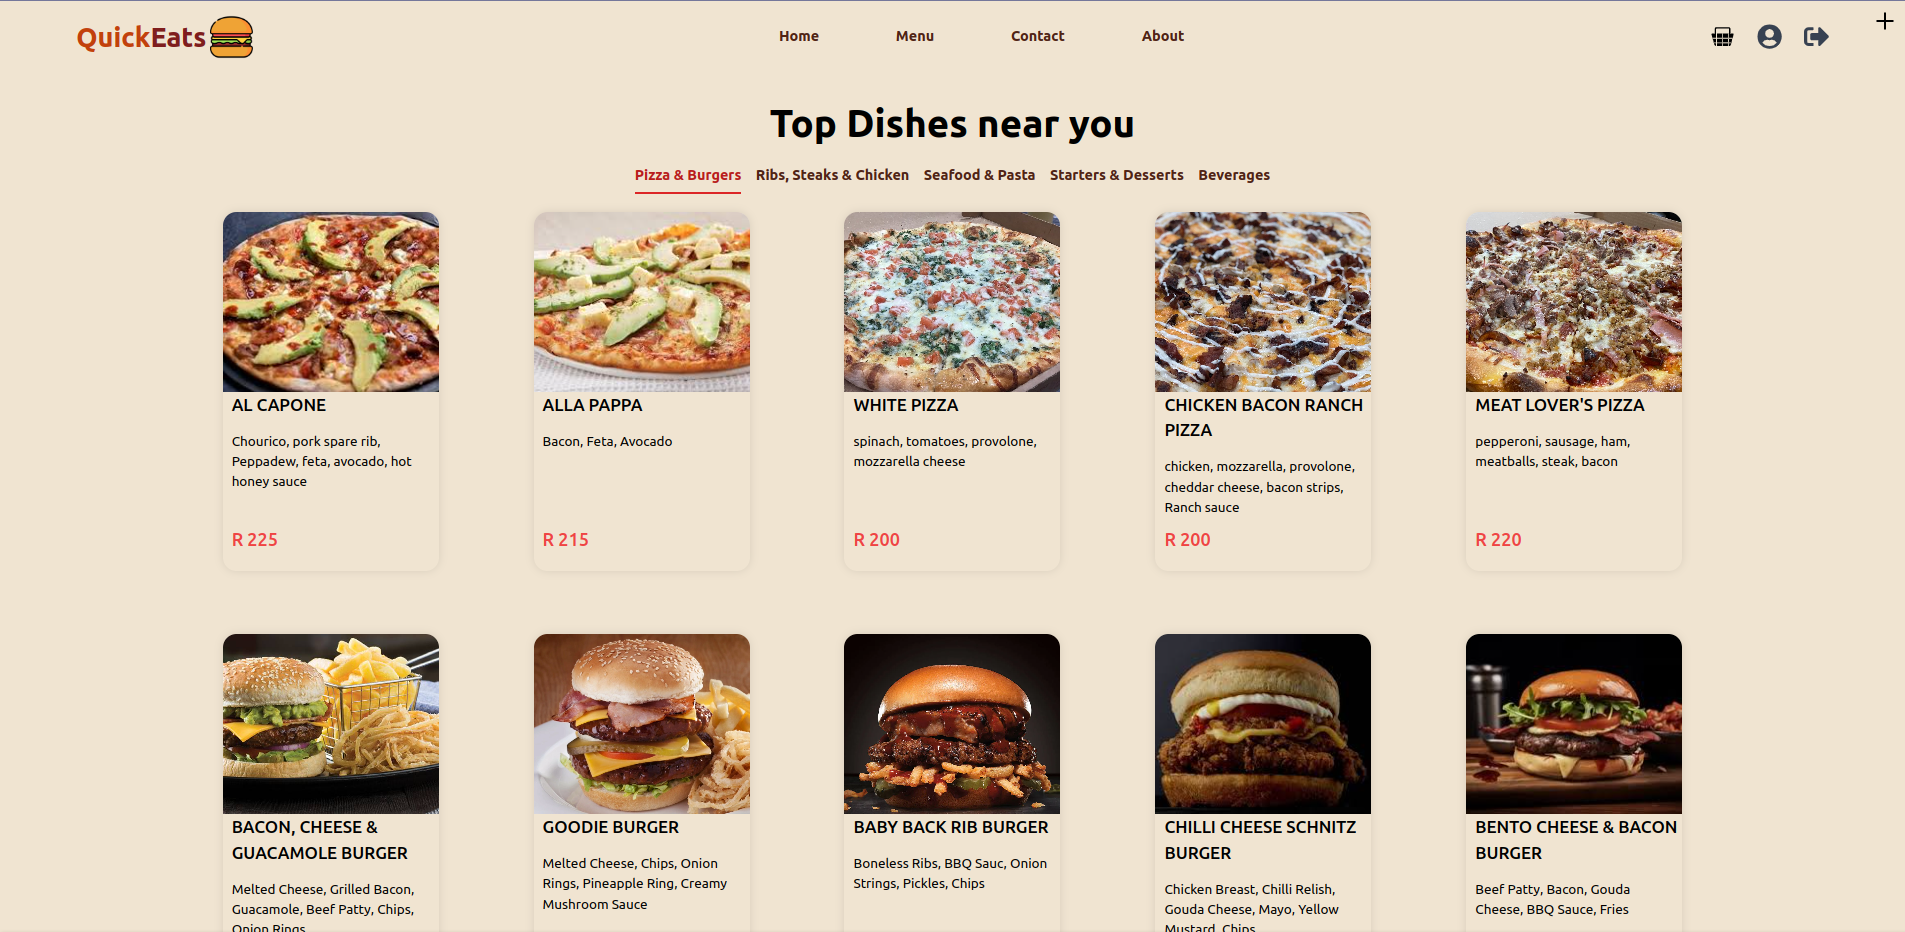 QuickEats
Home Menu Contact About
Top Dishes near you
Pizza & Burgers Ribs, Steaks & Chicken Seafood & Pasta Starters & Desserts Beverages
AL CAPONE
Chourico, pork spare rib,
Peppadew, feta, avocado, hot
honey sauce
R 225
ALLA PAPPA
Bacon, Feta, Avocado
R 215
WHITE PIZZA
spinach, tomatoes, provolone,
mozzarella cheese
R 200
CHICKEN BACON RANCH
PIZZA
chicken, mozzarella, provolone,
cheddar cheese, bacon strips,
Ranch sauce
R 200
MEAT LOVER'S PIZZA
pepperoni, sausage, ham,
meatballs, steak, bacon
R 220
BACON, CHEESE &
GUACAMOLE BURGER
Melted Cheese, Grilled Bacon,
Guacamole, Beef Patty, Chips,
Onion Rings
GOODIE BURGER
Melted Cheese, Chips, Onion
Rings, Pineapple Ring, Creamy
Mushroom Sauce
BABY BACK RIB BURGER
Boneless Ribs, BBQ Sauc, Onion
Strings, Pickles, Chips
CHILLI CHEESE SCHNITZ
BURGER
Chicken Breast, Chilli Relish,
Gouda Cheese, Mayo, Yellow
Mustard, Chips
BENTO CHEESE & BACON
BURGER
Beef Patty, Bacon, Gouda
Cheese, BBQ Sauce, Fries